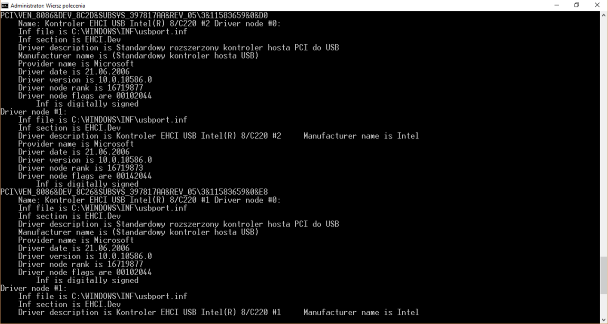 Administrator: Wiersz polecenia
PCI\VEN_8086&DEV_8C2D&SUBSYS_397817AA&REV_05\3&11583659&0&D0
Name: Kontroler EHCI USB Intel(R) 8/C220 #2 Driver node #0:
Inf file is C:\WINDOWS\INF\usbport.inf
Inf section is EHCI.Dev
Driver description is Standardowy rozszerzony kontroler hosta PCI do USB
Manufacturer name is (Standardowy kontroler hosta USB)
Provider name is Microsoft
Driver date is 21.06.2006
Driver version is 10.0.10586.0
Driver node rank is 16719877
Driver node flags are 00102044
Inf is digitally signed
Driver node #1:
Inf file is C:\WINDOWS\INF\usbport.inf
Inf section is EHCI.Dev
Driver description is Kontroler EHCI USB Intel(R) 8/C220 #2 Manufacturer name is Intel
Provider name is Microsoft
Driver date is 21.06.2006
Driver version is 10.0.10586.0
Driver node rank is 16719873
Driver node flags are 00142044
Inf is digitally signed
PCI\VEN_8086&DEV_8C26&SUBSYS_397817AA&REV_05\3&11583659&0&E8
Name: Kontroler EHCI USB Intel(R) 8/C220 #1 Driver node #0:
Inf file is C:\WINDOWS\INF\usbport.inf
Inf section is EHCI.Dev
Driver description is Standardowy rozszerzony kontroler hosta PCI do USB
Manufacturer name is (Standardowy kontroler hosta USB)
Provider name is Microsoft
Driver date is 21.06.2006
Driver version is 10.0.10586.0
Driver node rank is 16719877
Driver node flags are 00102044
Inf is digitally signed
Driver node #1:
Inf file is C:\WINDOWS\INF\usbport.inf
Inf section is EHCI.Dev
Driver description is Kontroler EHCI USB Intel(R) 8/C220 #1 Manufacturer name is Intel